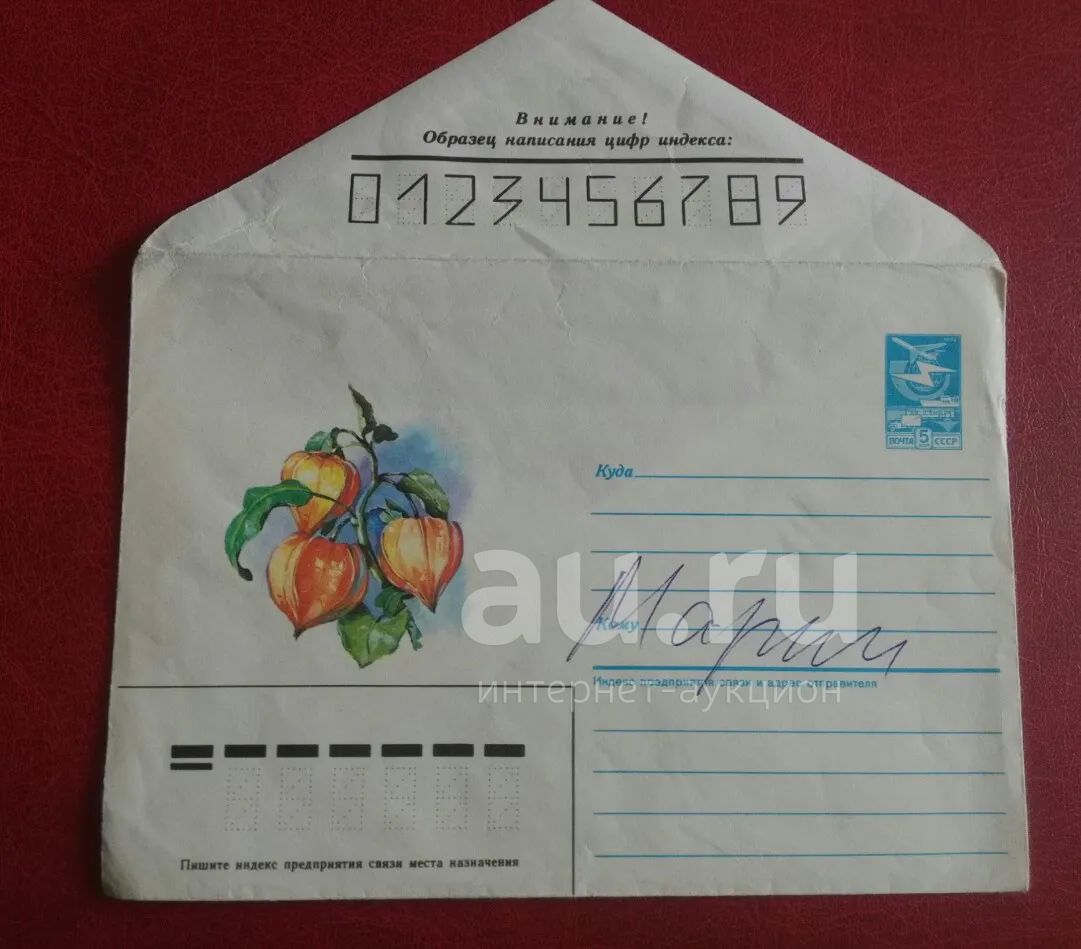 Внимание!
Образец написания цифр индекса:
0123456789
ПОЧТА 5 СССР
Куда
Кому
Марии
au.ru
интернет-аукцион
Индекс предприятия связи и адрес отправителя
Пишите индекс предприятия связи места назначения